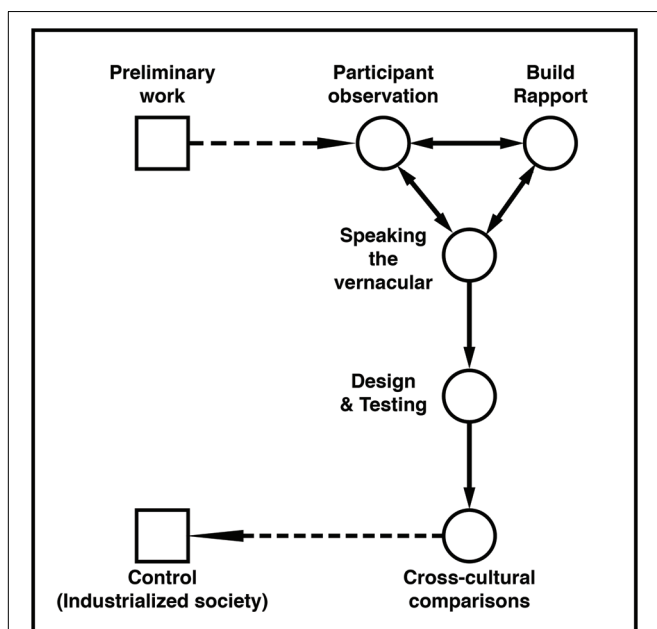 Preliminary
work
Participant
observation
Build
Rapport
Speaking
the
vernacular
Design
& Testing
Control
(Industrialized society)
Cross-cultural
comparisons